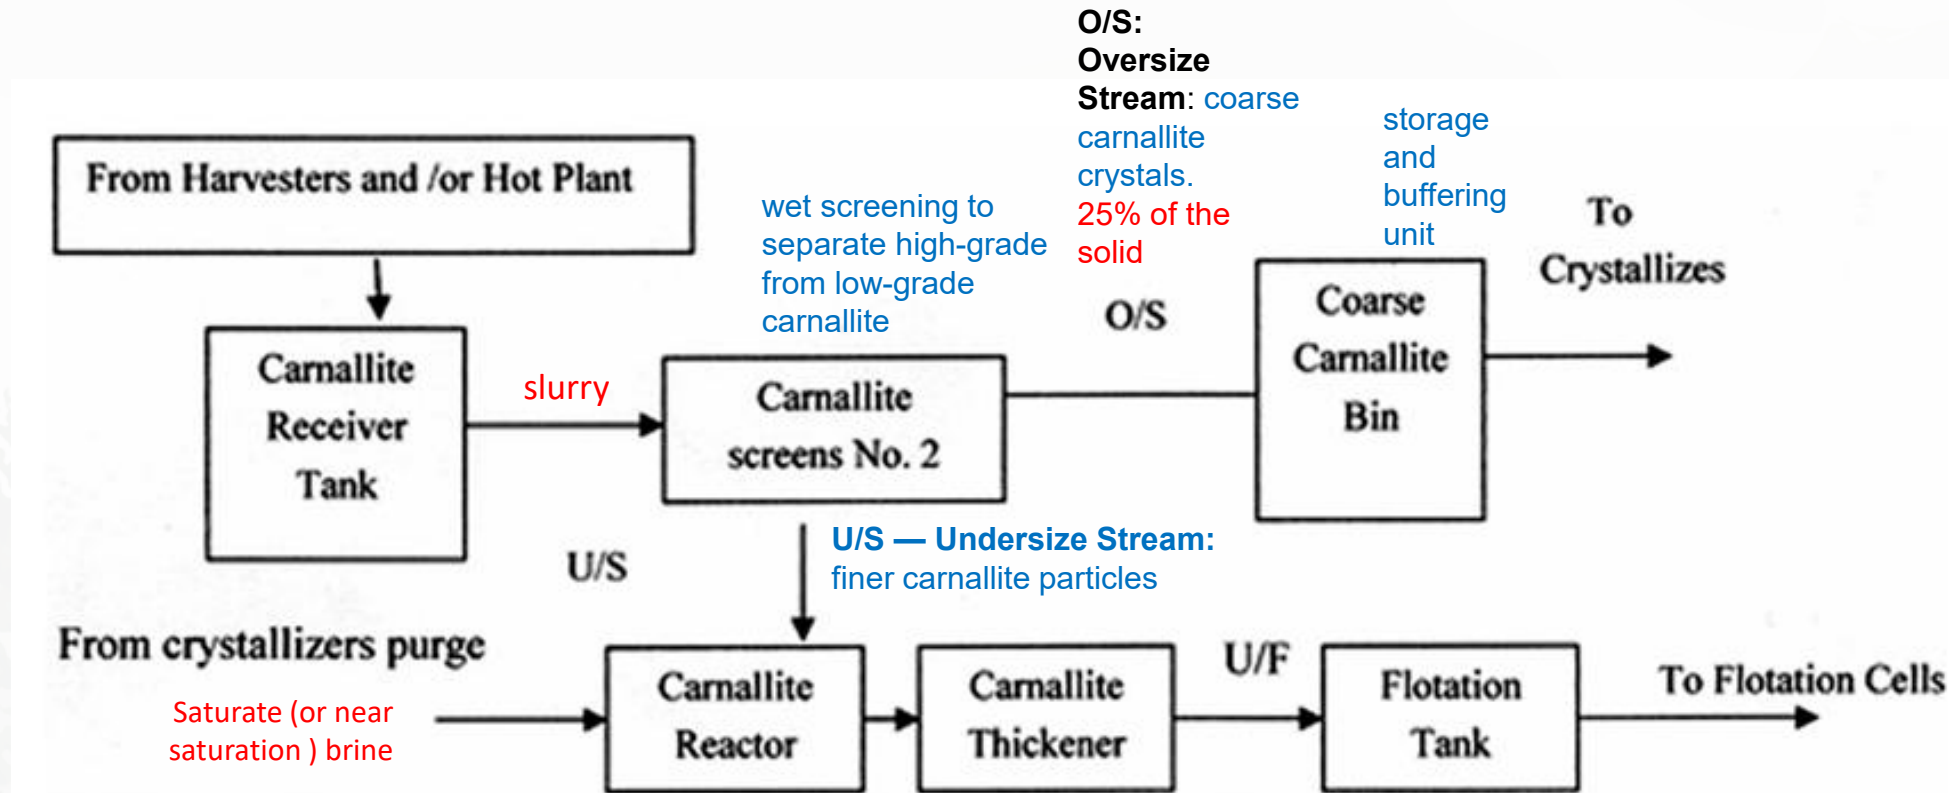 O/S:
Oversize
Stream: coarse
carnallite
crystals.
25% of the
solid
storage
and
buffering
unit
From Harvesters and /or Hot Plant
wet screening to
separate high-grade
from low-grade
carnallite
To
Crystallizes
O/S
Coarse
Carnallite
Bin
Carnallite
Receiver
Tank
slurry
Carnallite
screens No. 2
U/S
U/S — Undersize Stream:
finer carnallite particles
From crystallizers purge
Saturate (or near
saturation ) brine
Carnallite
Reactor
Carnallite
Thickener
U/F
Flotation
Tank
To Flotation Cells